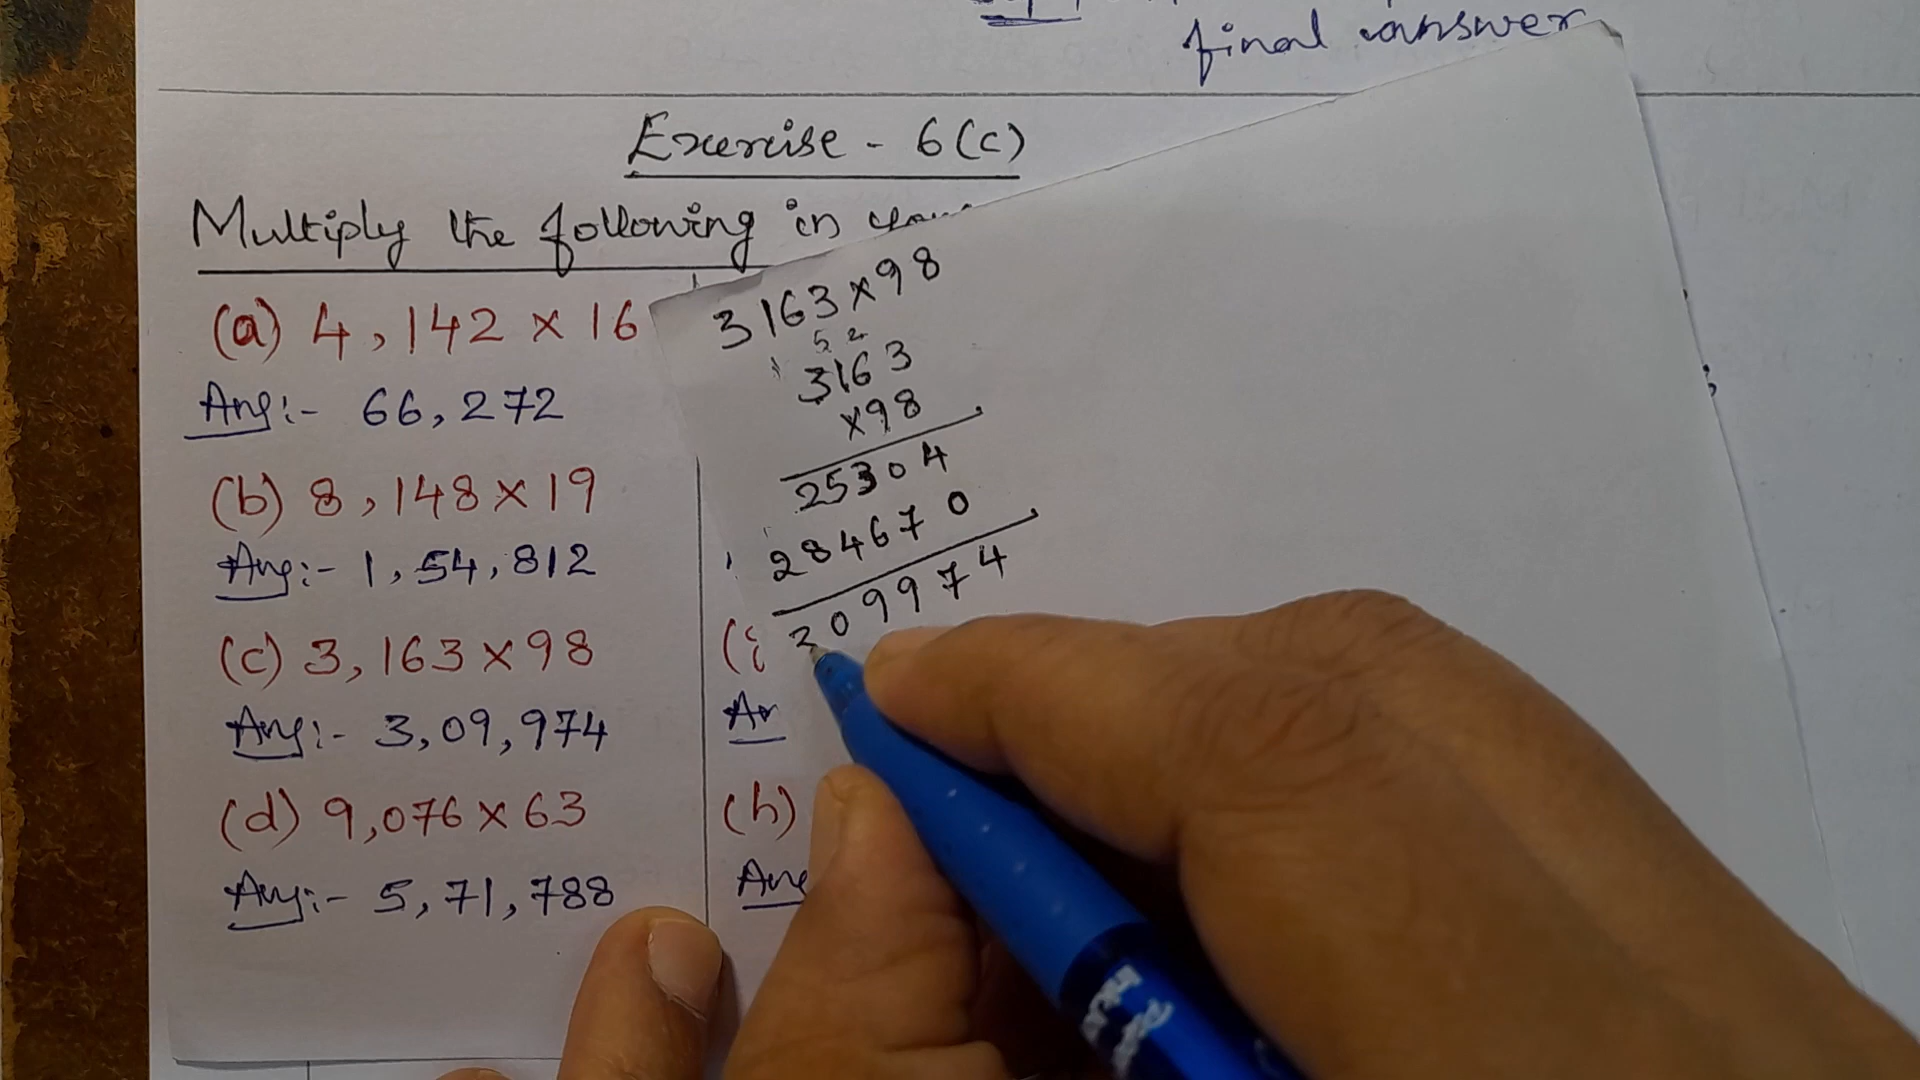 final answer
Exercise - 6(c)
Multiply the following in
(a) 4,142 x 16
Ans:- 66,272
(b) 8,148 x 19
Ans:- 1,54,812
(c) 3,163 x 98
Ans:- 3,09,974
(d) 9,076 x 63
Ans:- 5,71,788
(h)
3163 x 98
5 2
3163
x98
25304
284670
309974